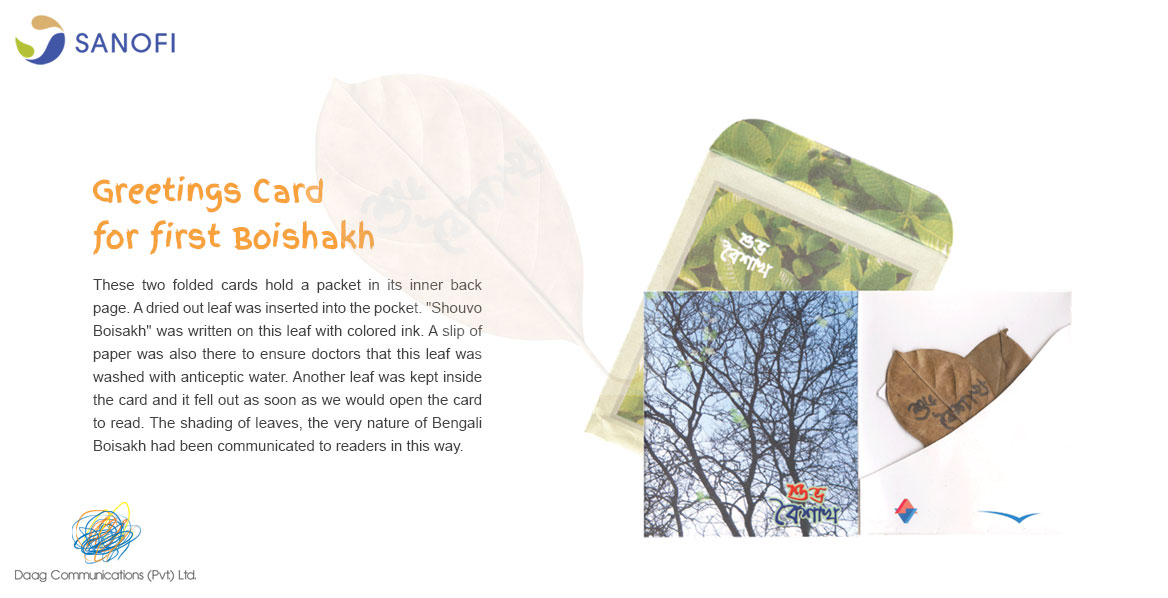 SANOFI
Greetings Card
for first Boishakh
These two folded cards hold a packet in its inner back
page. A dried out leaf was inserted into the pocket. "Shouvo
Boisakh" was written on this leaf with colored ink. A slip of
paper was also there to ensure doctors that this leaf was
washed with anticeptic water. Another leaf was kept inside
the card and it fell out as soon as we would open the card
to read. The shading of leaves, the very nature of Bengali
Boisakh had been communicated to readers in this way.
শুভ্র
বৈশাখ
শুভ্র
বৈশাখ
শুভ্র
বৈশাখ
শুভ্র
বৈশাখ
Daag Communications (Pvt) Ltd.